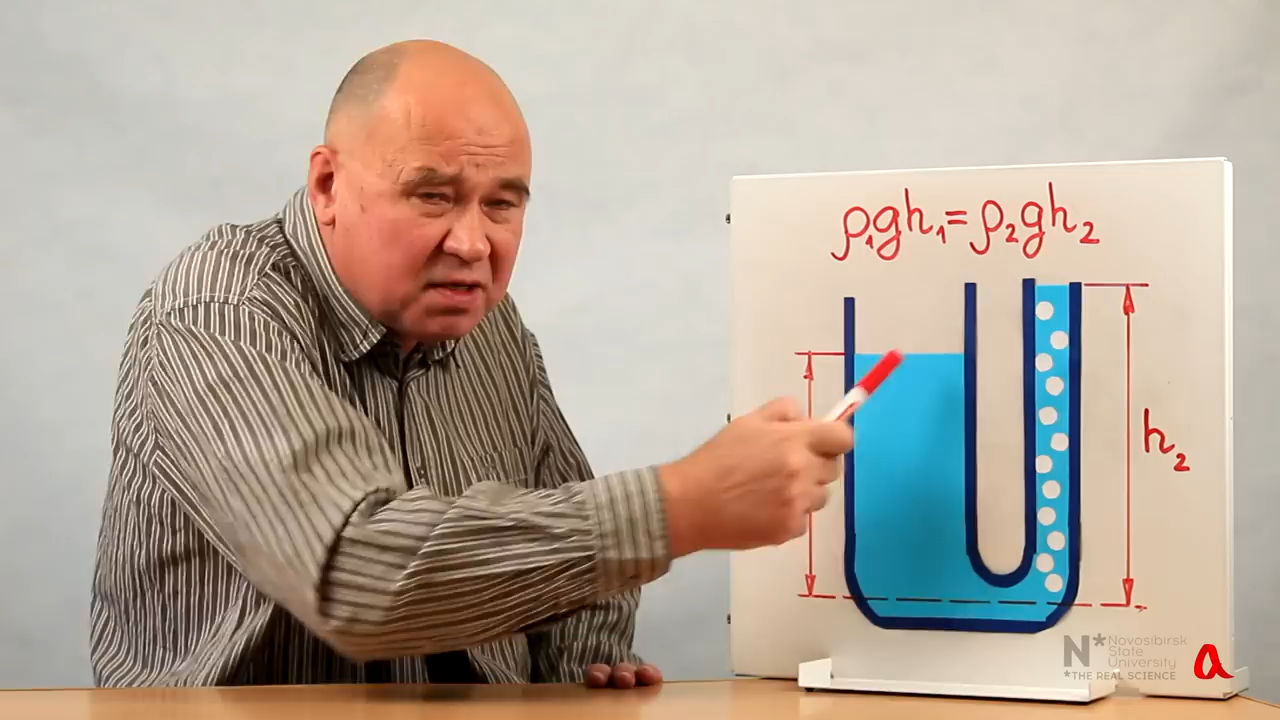 ρ₁gh₁=ρ₂gh₂
h₂
N* Novosibirsk
State
University
*THE REAL SCIENCE
a